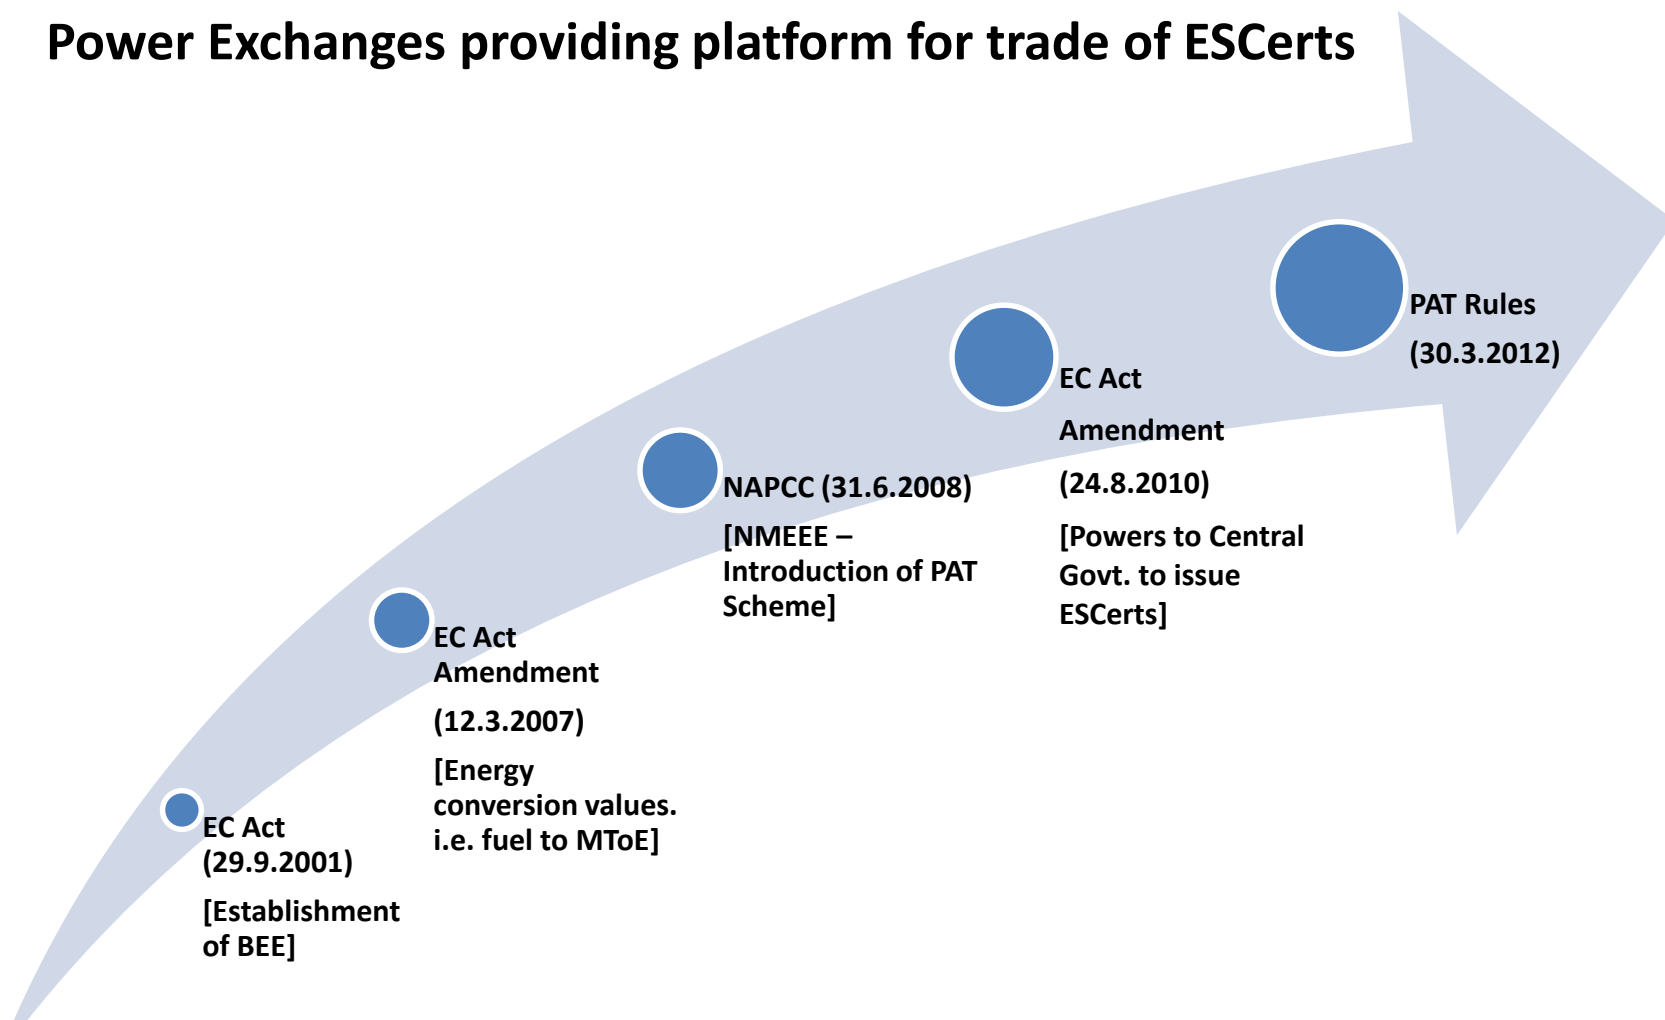 Power Exchanges providing platform for trade of ESCerts
EC Act
(29.9.2001)
[Establishment
of BEE]
EC Act
Amendment
(12.3.2007)
[Energy
conversion values.
i.e. fuel to MToE]
NAPCC (31.6.2008)
[NMEEE –
Introduction of PAT
Scheme]
EC Act
Amendment
(24.8.2010)
[Powers to Central
Govt. to issue
ESCerts]
PAT Rules
(30.3.2012)